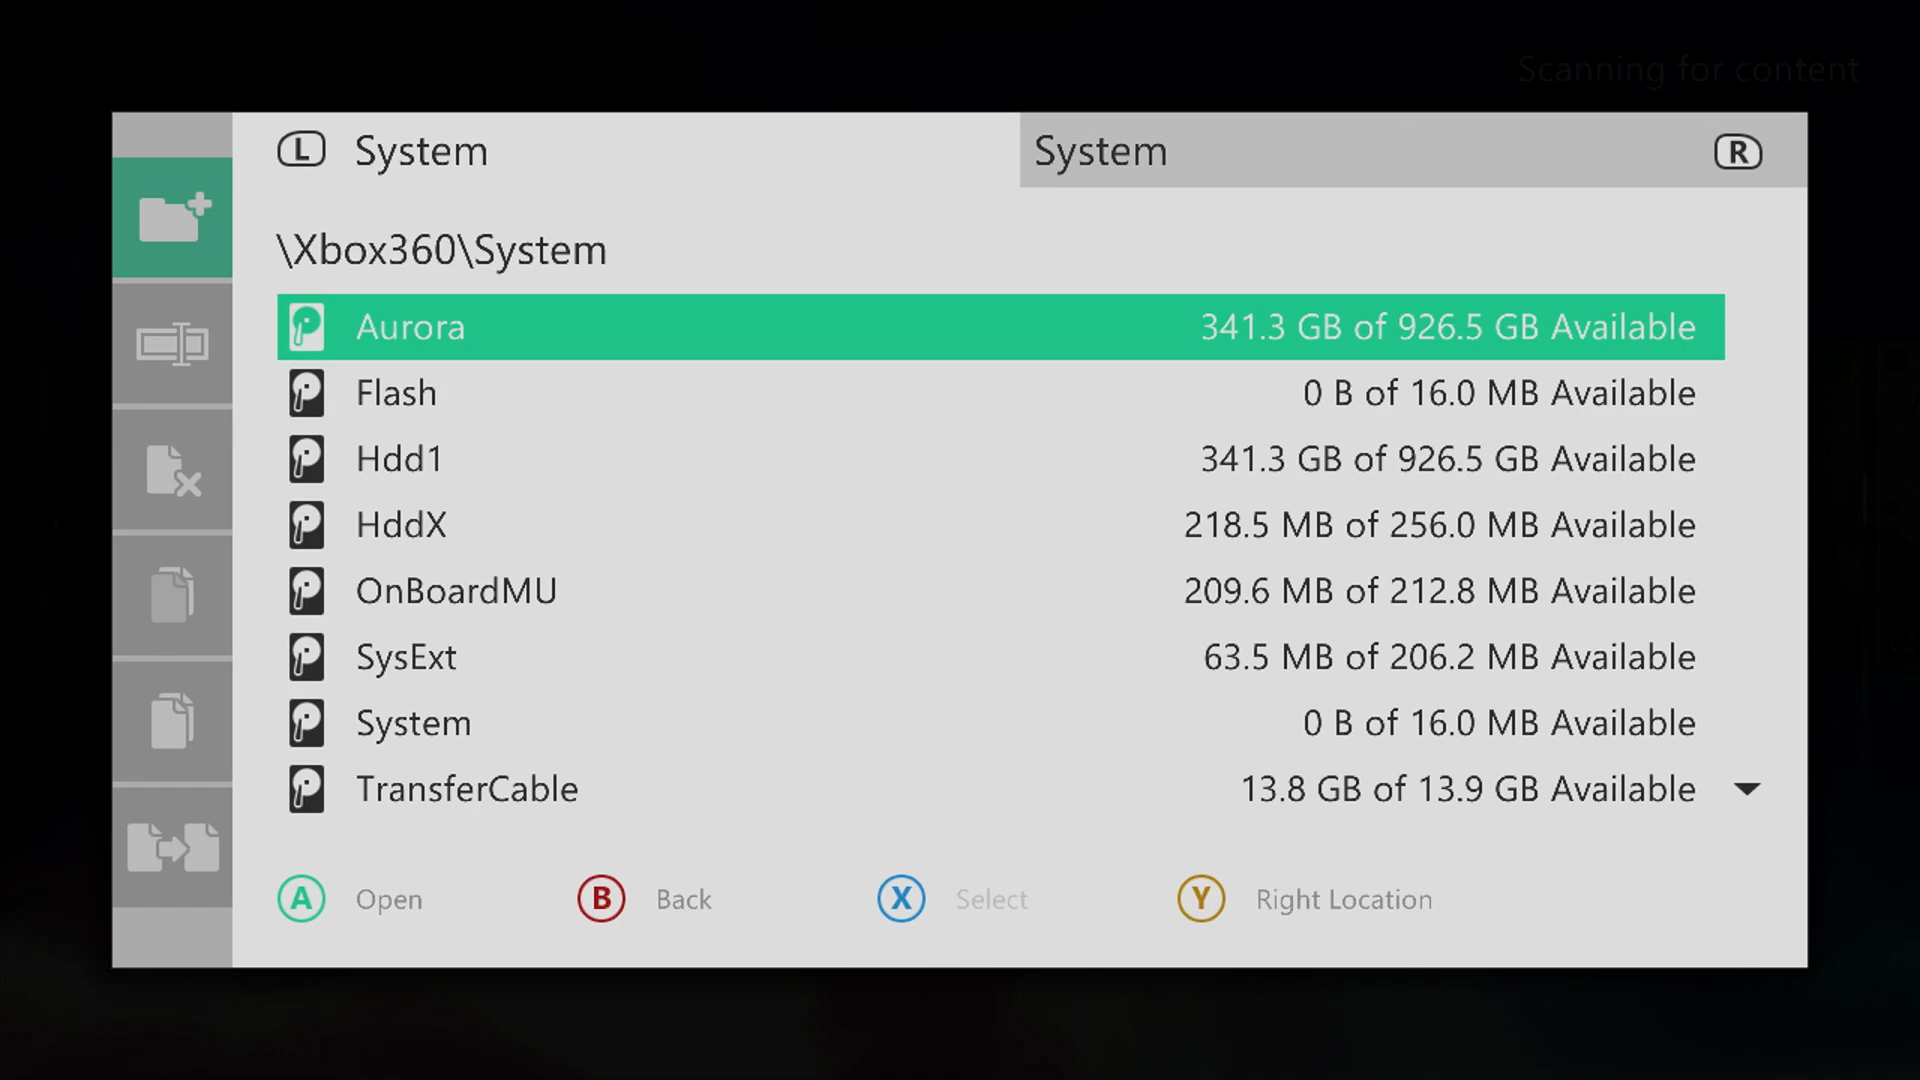 Scanning for content
L System
System R
\Xbox360\System
Aurora 341.3 GB of 926.5 GB Available
Flash 0 B of 16.0 MB Available
Hdd1 341.3 GB of 926.5 GB Available
HddX 218.5 MB of 256.0 MB Available
OnBoardMU 209.6 MB of 212.8 MB Available
SysExt 63.5 MB of 206.2 MB Available
System 0 B of 16.0 MB Available
TransferCable 13.8 GB of 13.9 GB Available
A Open B Back X Select Y Right Location